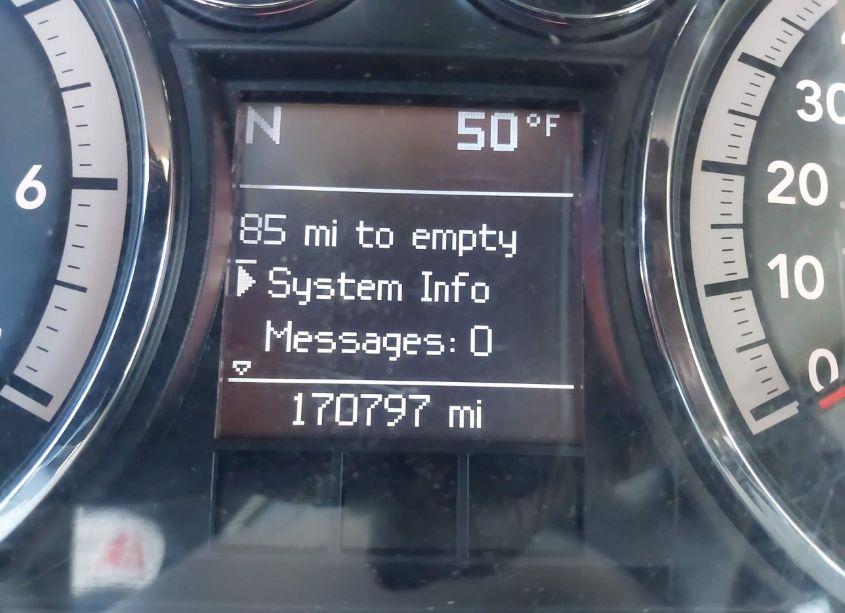 N 50°F
85 mi to empty
System Info
Messages: 0
170797 mi
6
30
20
10
0